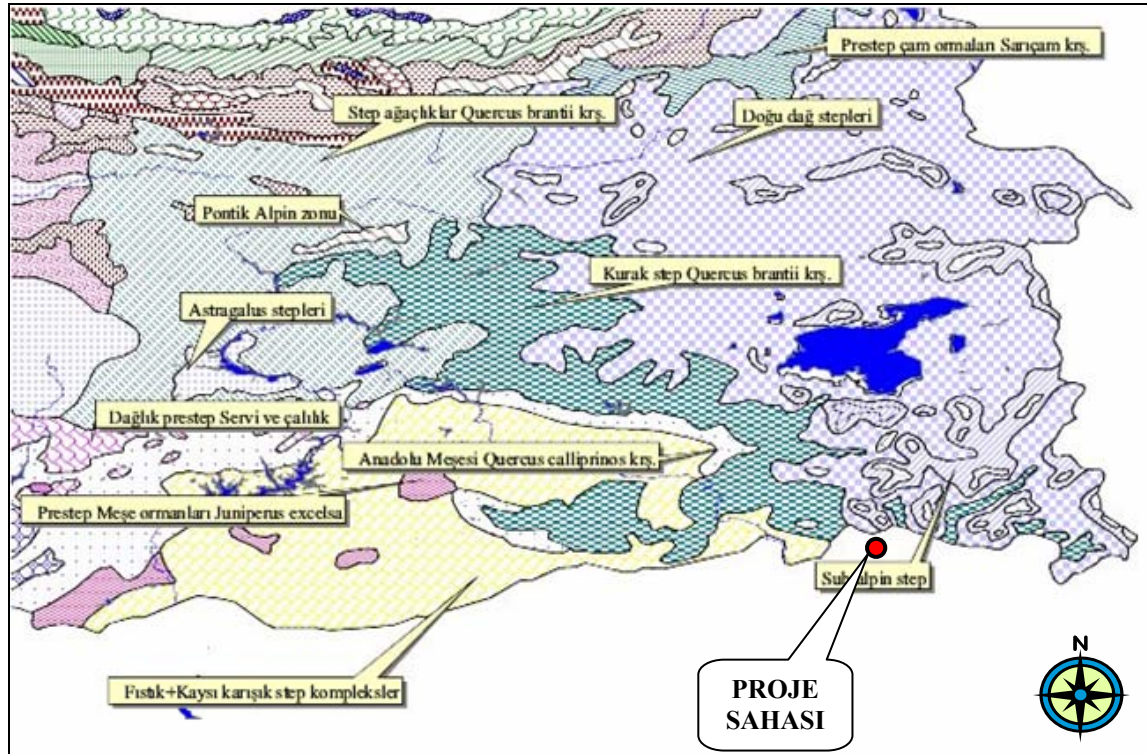 Prestep çam ormaları Sarıçam krş.
Step ağaçlıklar Quercus brantii krş.
Doğu dağ stepleri
Pontik Alpin zonu
Kurak step Quercus brantii krş.
Astragalus stepleri
Dağlık prestep Servi ve çalılık
Anadolu Meşesi Quercus calliprinos krş.
Prestep Meşe ormanları Juniperus excelsa
Subalpin step
Fıstık+Kaysı karışık step kompleksler
PROJE
SAHASI
N